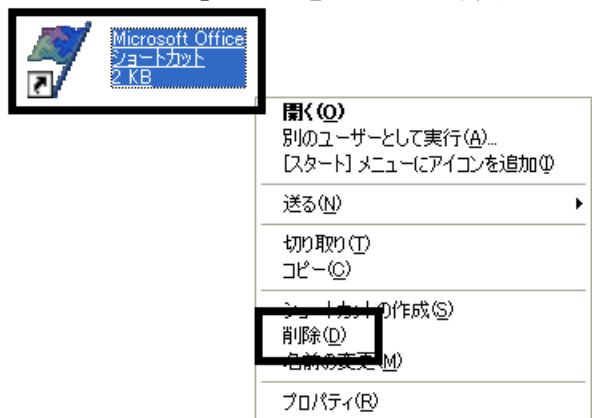 Microsoft Office
ショートカット
2 KB
開く(O)
別のユーザーとして実行(A)...
[スタート] メニューにアイコンを追加(I)
送る(N)
切り取り(T)
コピー(C)
ショートカットの作成(S)
削除(D)
名前の変更(M)
プロパティ(R)